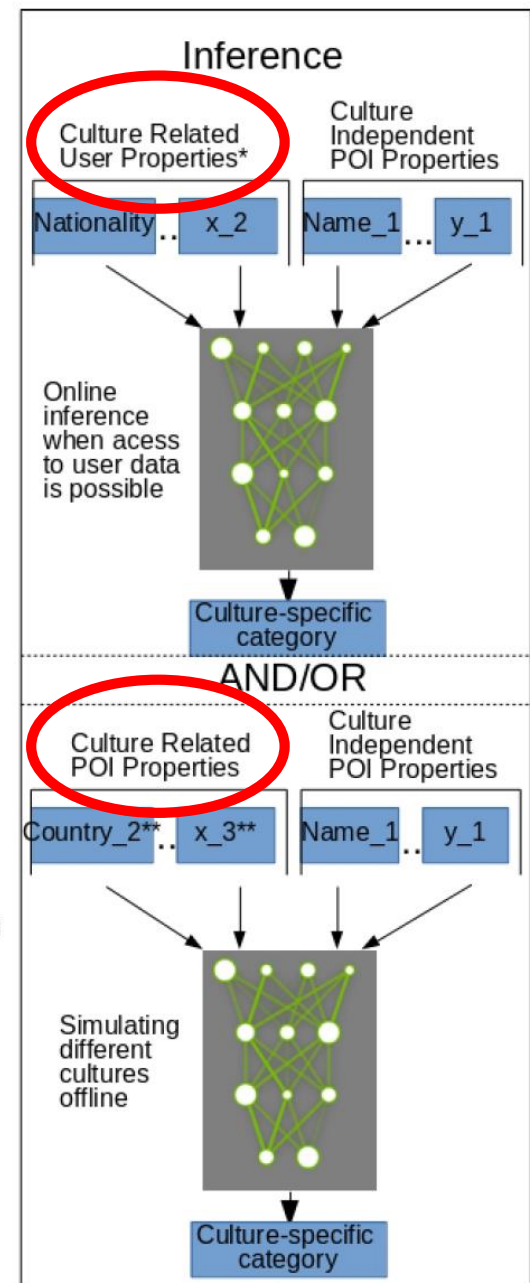 Inference
Culture Related
User Properties*
Culture
Independent
POI Properties
Nationality .. x_2
Name_1 ... y_1
Online
inference
when acess
to user data
is possible
Culture-specific
category
AND/OR
Culture Related
POI Properties
Culture
Independent
POI Properties
Country_2** .. x_3**
Name_1 .. y_1
Simulating
different
cultures
offline
Culture-specific
category